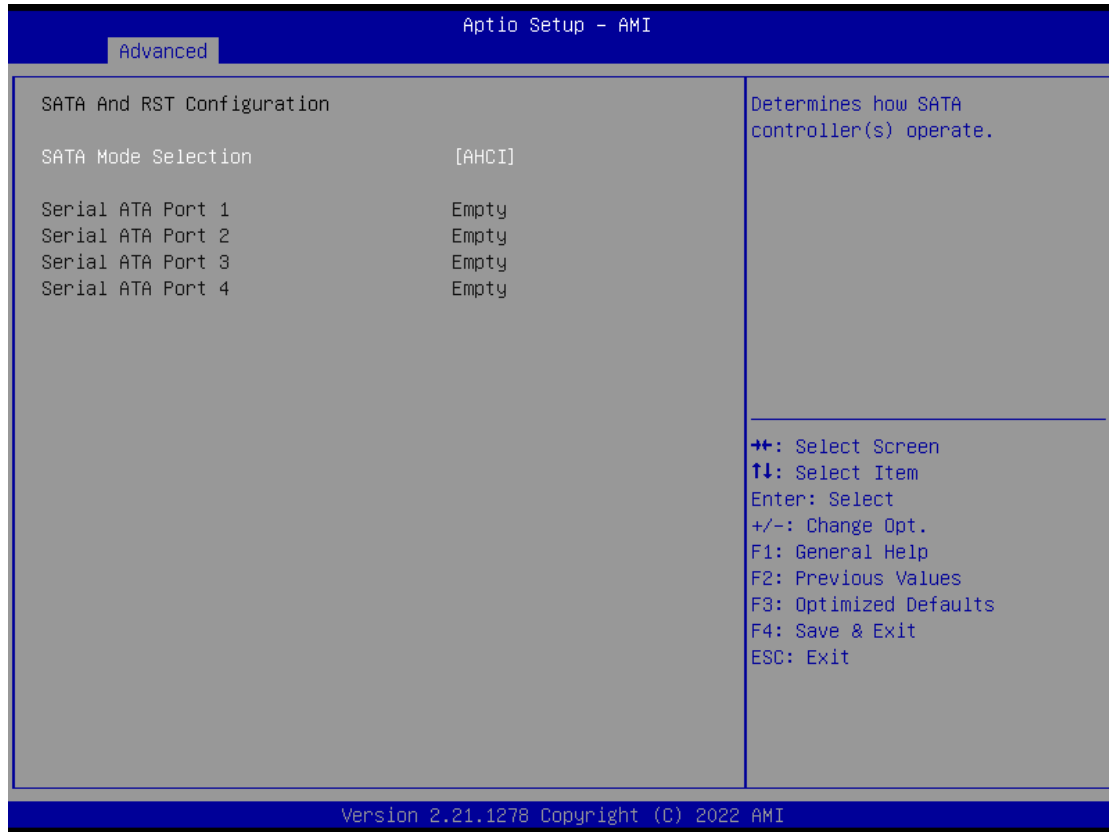 Aptio Setup - AMI
Advanced
SATA And RST Configuration
SATA Mode Selection [AHCI]
Serial ATA Port 1 Empty
Serial ATA Port 2 Empty
Serial ATA Port 3 Empty
Serial ATA Port 4 Empty
Determines how SATA
controller(s) operate.
→←: Select Screen
↑↓: Select Item
Enter: Select
+/-: Change Opt.
F1: General Help
F2: Previous Values
F3: Optimized Defaults
F4: Save & Exit
ESC: Exit
Version 2.21.1278 Copyright (C) 2022 AMI